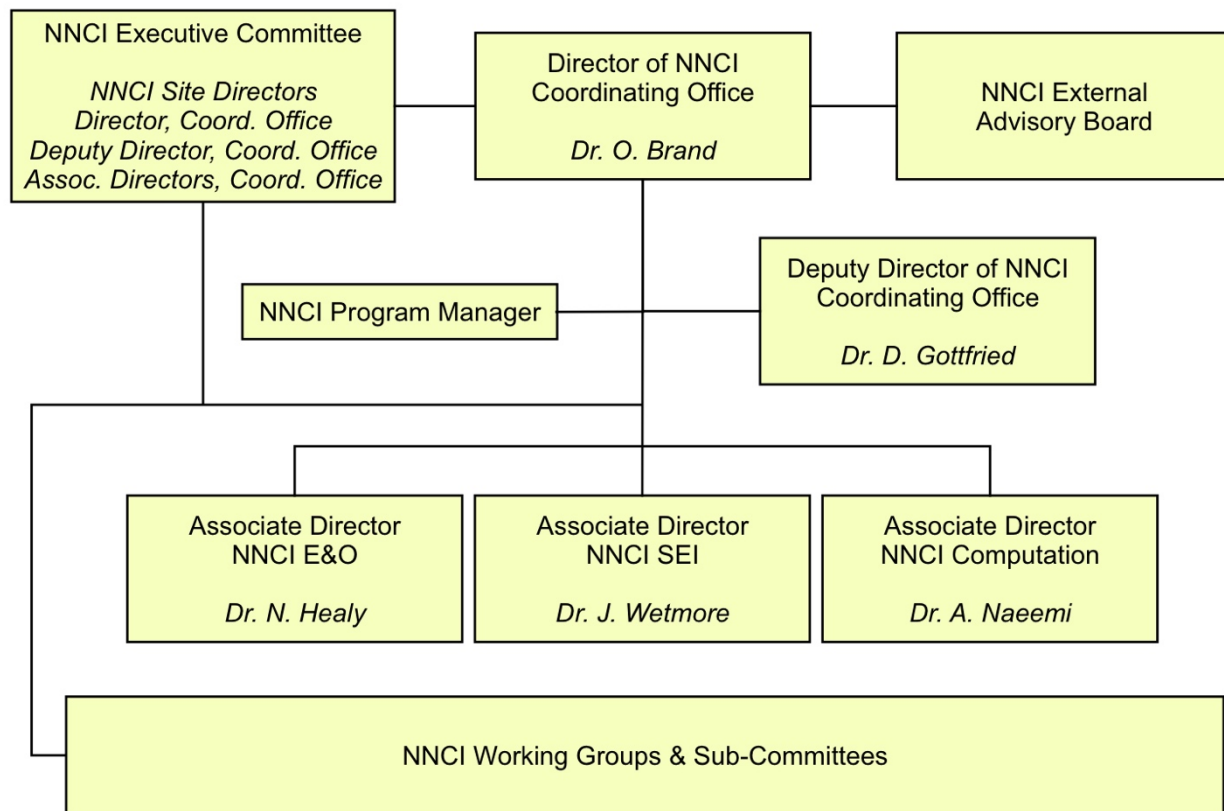 NNCI Executive Committee
NNCI Site Directors
Director, Coord. Office
Deputy Director, Coord. Office
Assoc. Directors, Coord. Office
Director of NNCI
Coordinating Office
Dr. O. Brand
NNCI External
Advisory Board
NNCI Program Manager
Deputy Director of NNCI
Coordinating Office
Dr. D. Gottfried
Associate Director
NNCI E&O
Dr. N. Healy
Associate Director
NNCI SEI
Dr. J. Wetmore
Associate Director
NNCI Computation
Dr. A. Naeemi
NNCI Working Groups & Sub-Committees